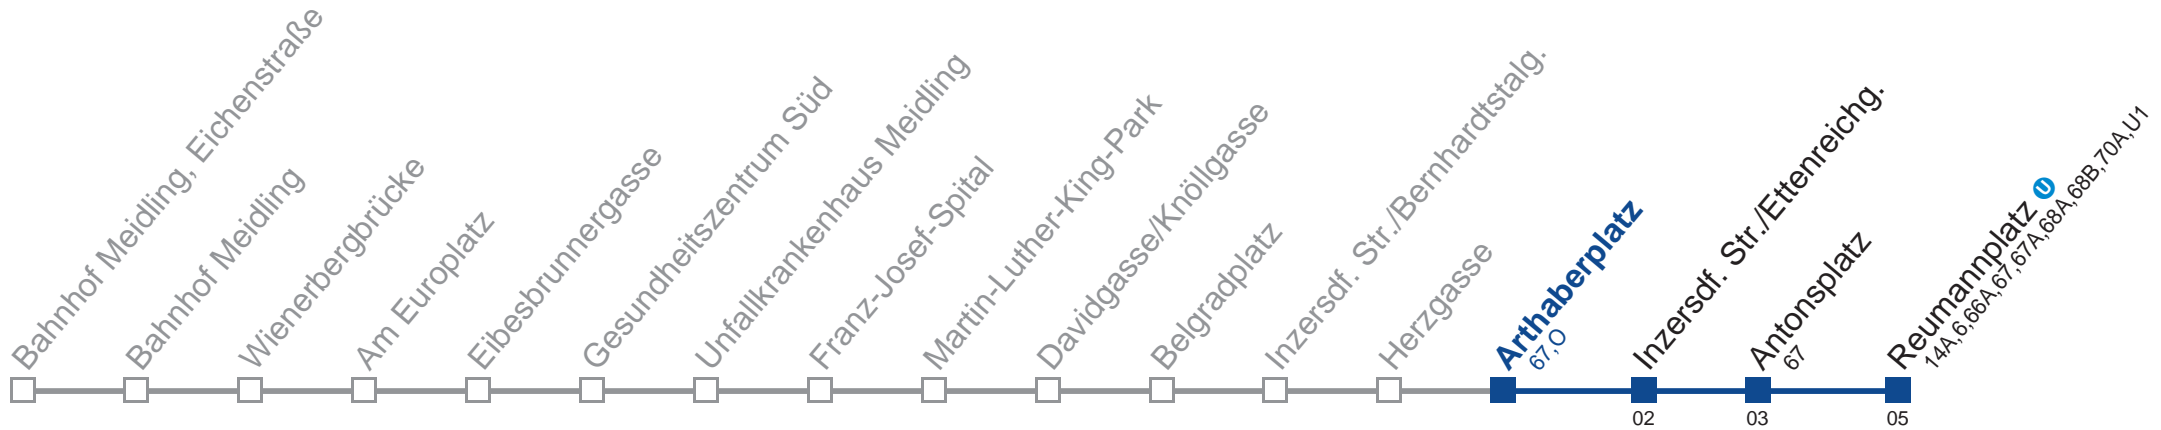 Bahnhof Meidling, Eichenstraße
Bahnhof Meidling
Wienerbergbrücke
Am Europlatz
Eibesbrunnergasse
Gesundheitszentrum Süd
Unfallkrankenhaus Meidling
Franz-Josef-Spital
Martin-Luther-King-Park
Davidgasse/Knöllgasse
Belgradplatz
Inzersdf. Str./Bernhardtstalg.
Herzgasse
Arthaberplatz
67,O
Inzersdf. Str./Ettenreichg.
02
Antonsplatz
67
03
Reumannplatz U
14A,6,66A,67,67A,68A,68B,70A,U1
05